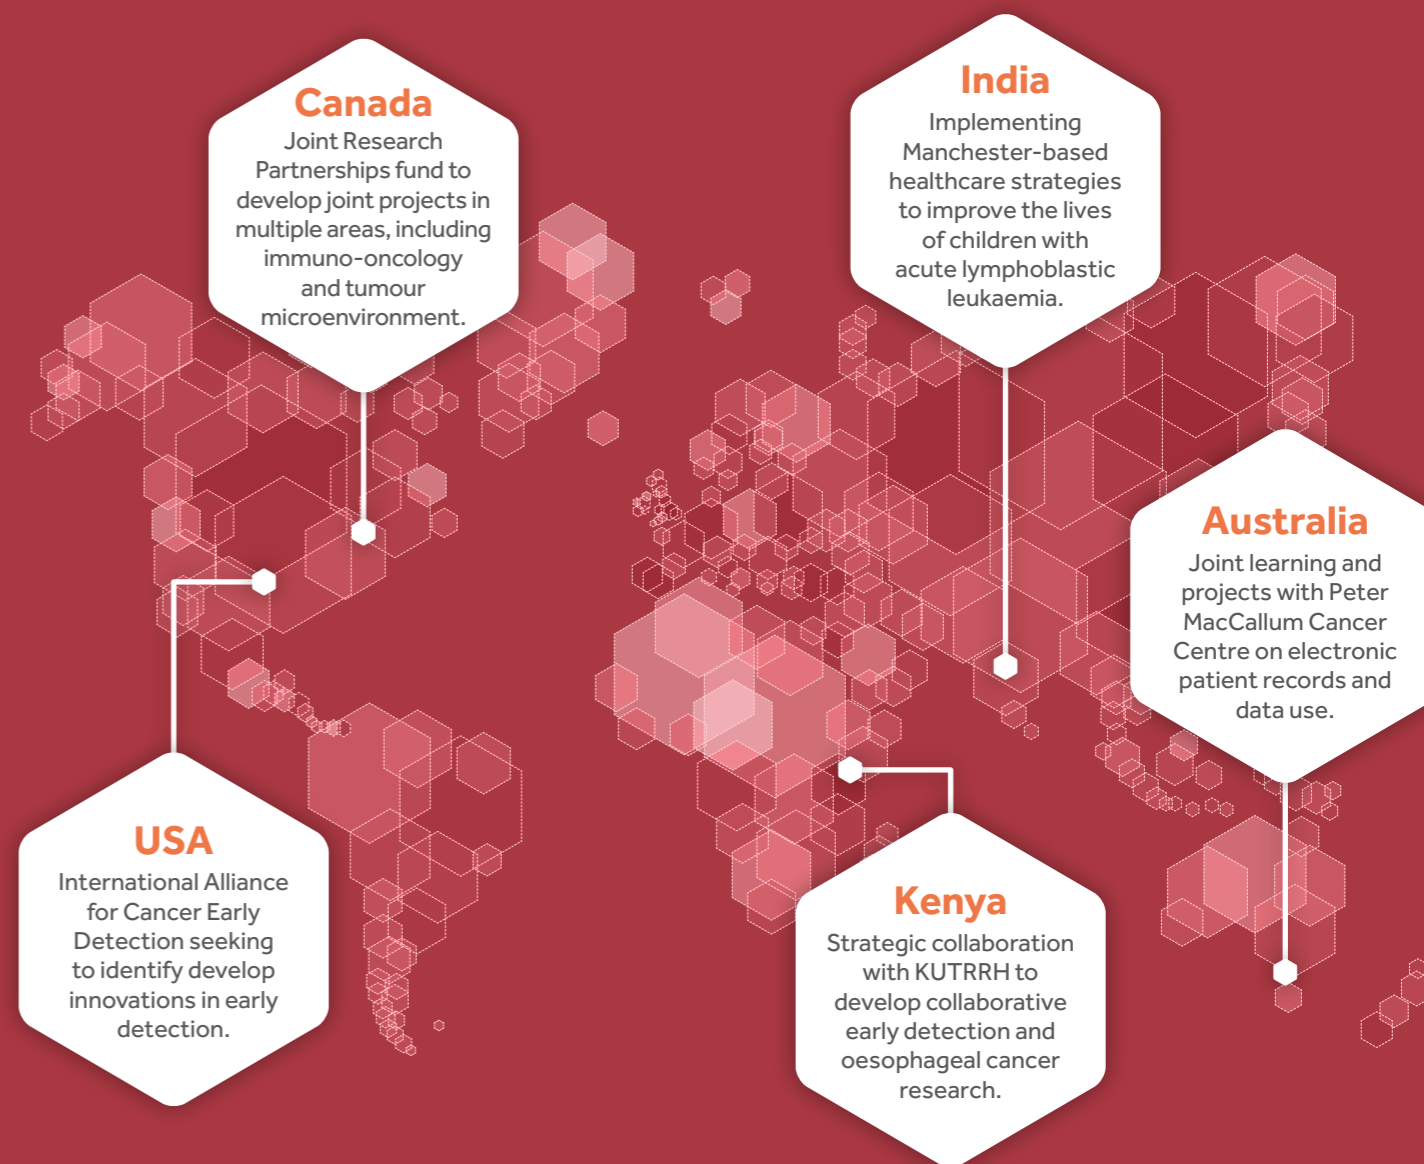 Canada
Joint Research
Partnerships fund to
develop joint projects in
multiple areas, including
immuno-oncology
and tumour
microenvironment.
India
Implementing
Manchester-based
healthcare strategies
to improve the lives
of children with
acute lymphoblastic
leukaemia.
Australia
Joint learning and
projects with Peter
MacCallum Cancer
Centre on electronic
patient records and
data use.
USA
International Alliance
for Cancer Early
Detection seeking
to identify develop
innovations in early
detection.
Kenya
Strategic collaboration
with KUTRRH to
develop collaborative
early detection and
oesophageal cancer
research.